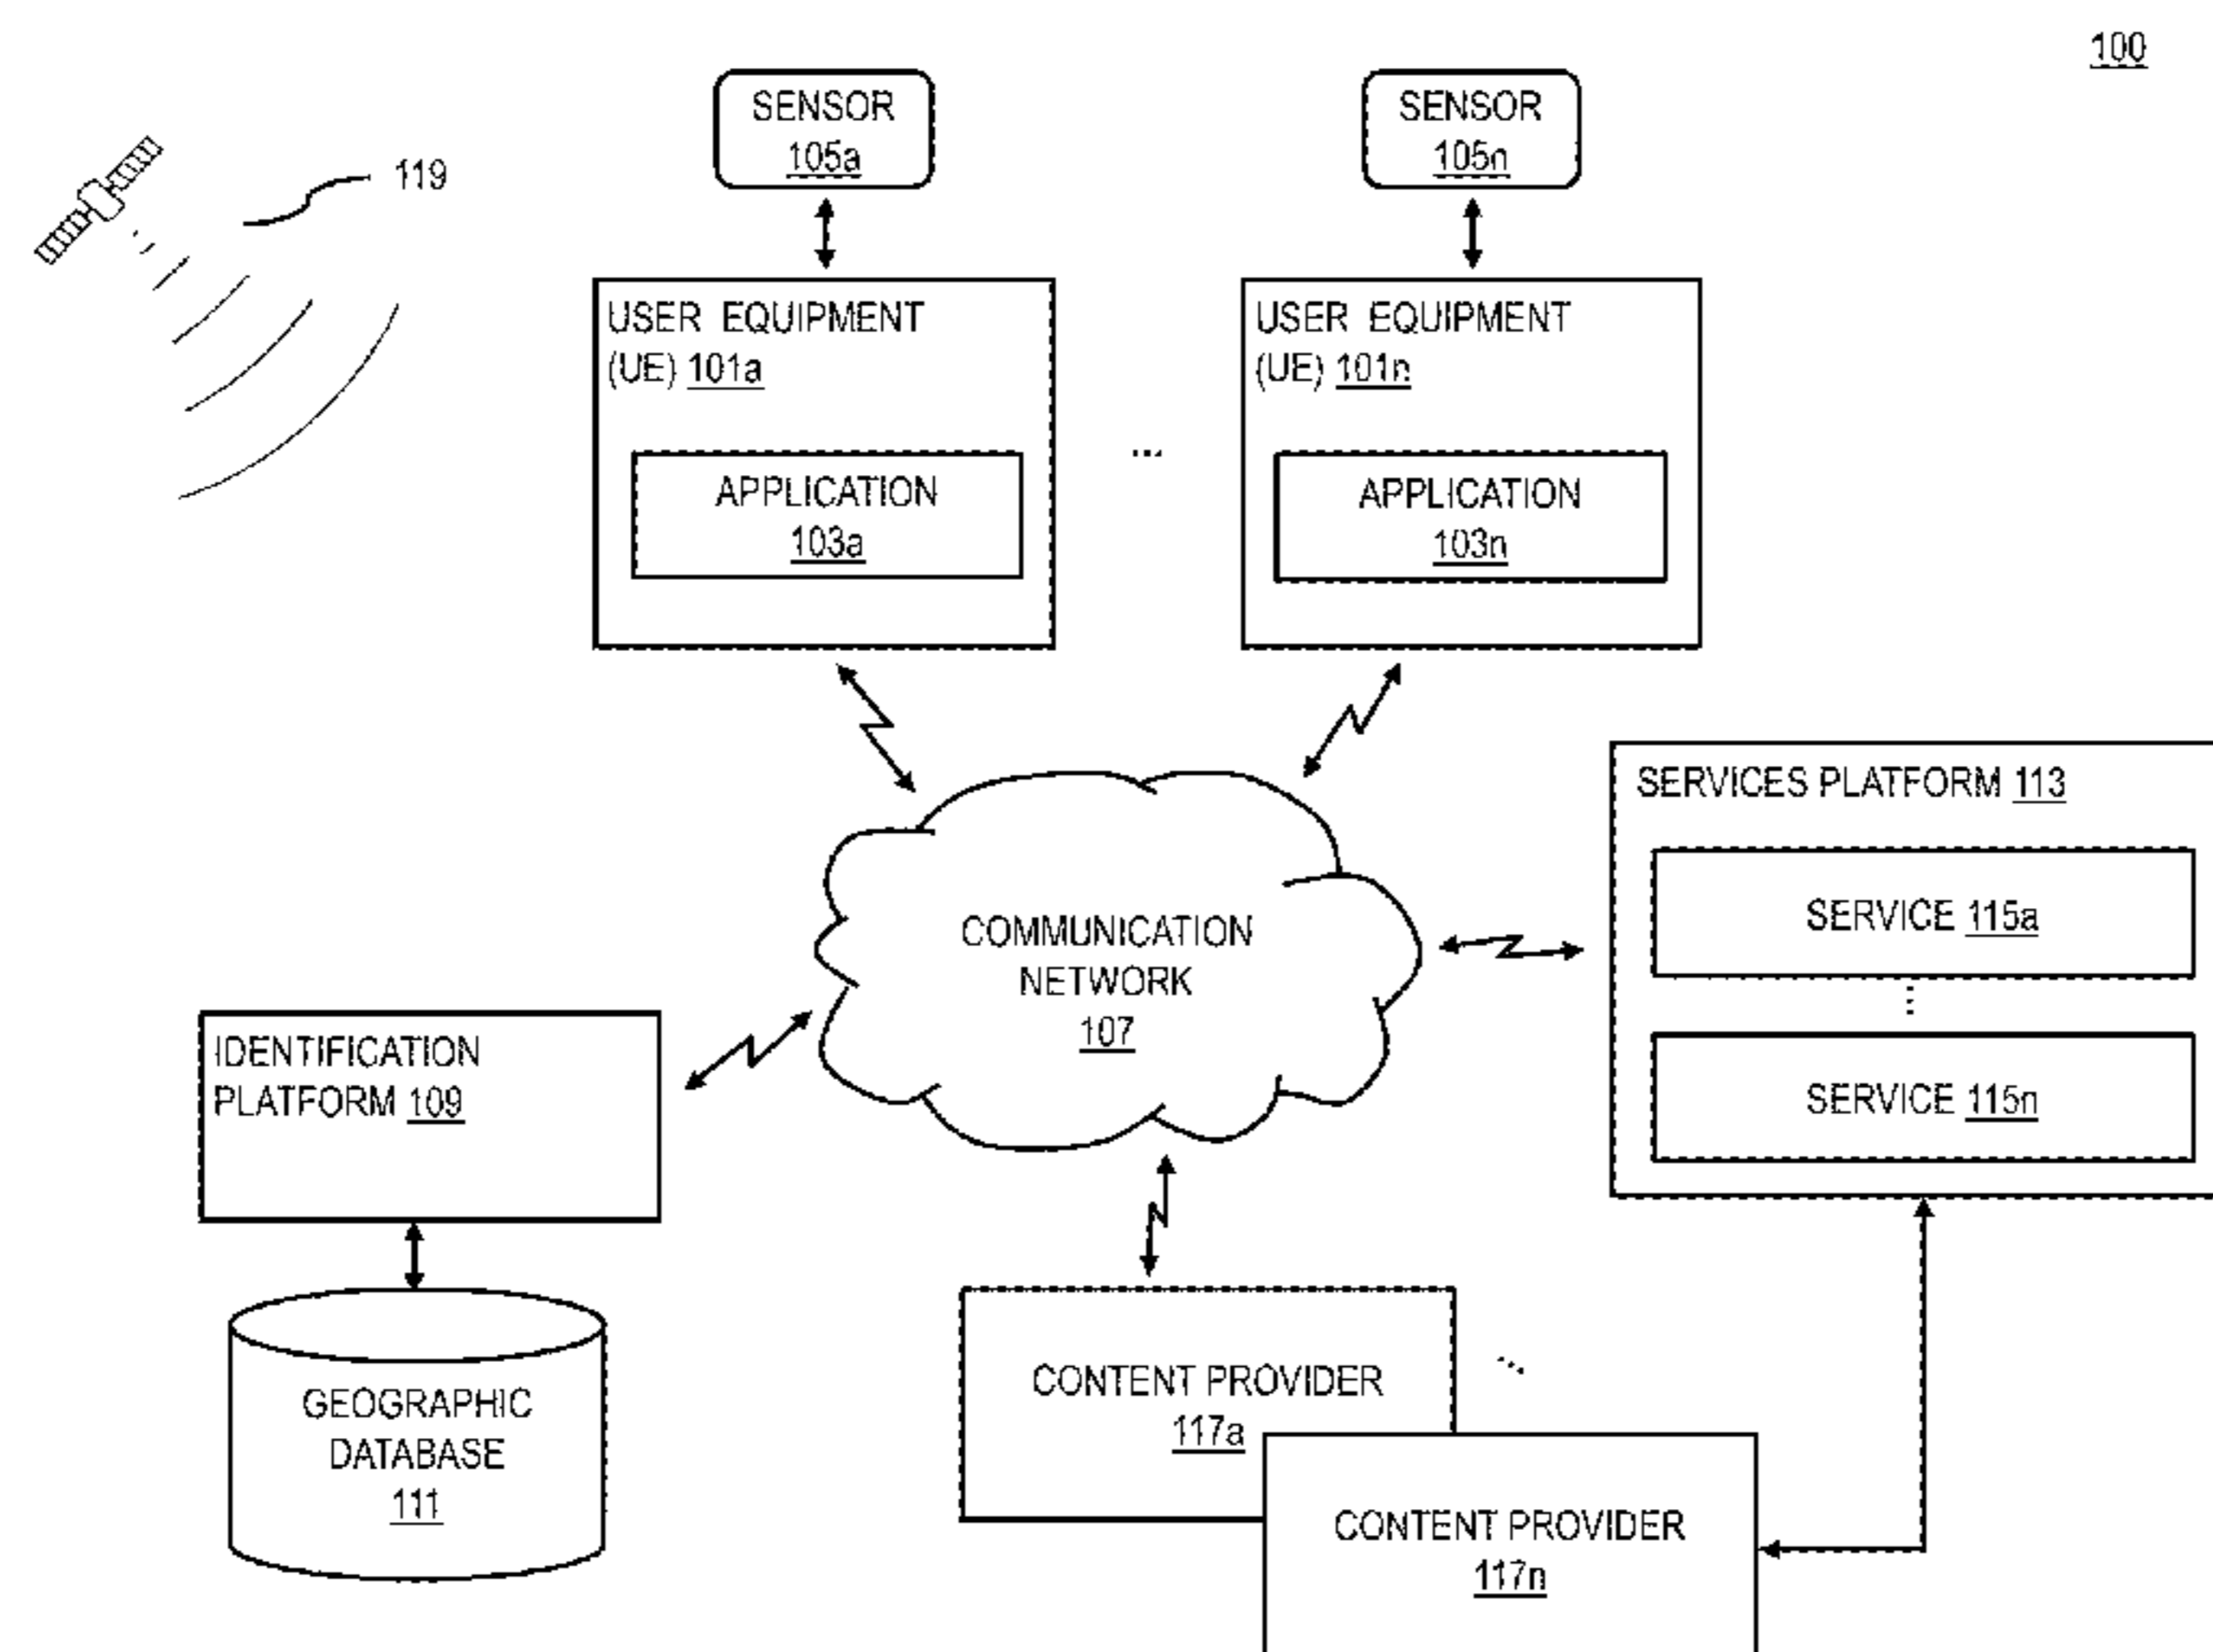 100
SENSOR
105a
SENSOR
105n
119
USER EQUIPMENT
(UE) 101a
USER EQUIPMENT
(UE) 101n
...
APPLICATION
103a
APPLICATION
103n
SERVICES PLATFORM 113
SERVICE 115a
...
SERVICE 115n
COMMUNICATION
NETWORK
107
IDENTIFICATION
PLATFORM 109
GEOGRAPHIC
DATABASE
111
CONTENT PROVIDER
117a
...
CONTENT PROVIDER
117n